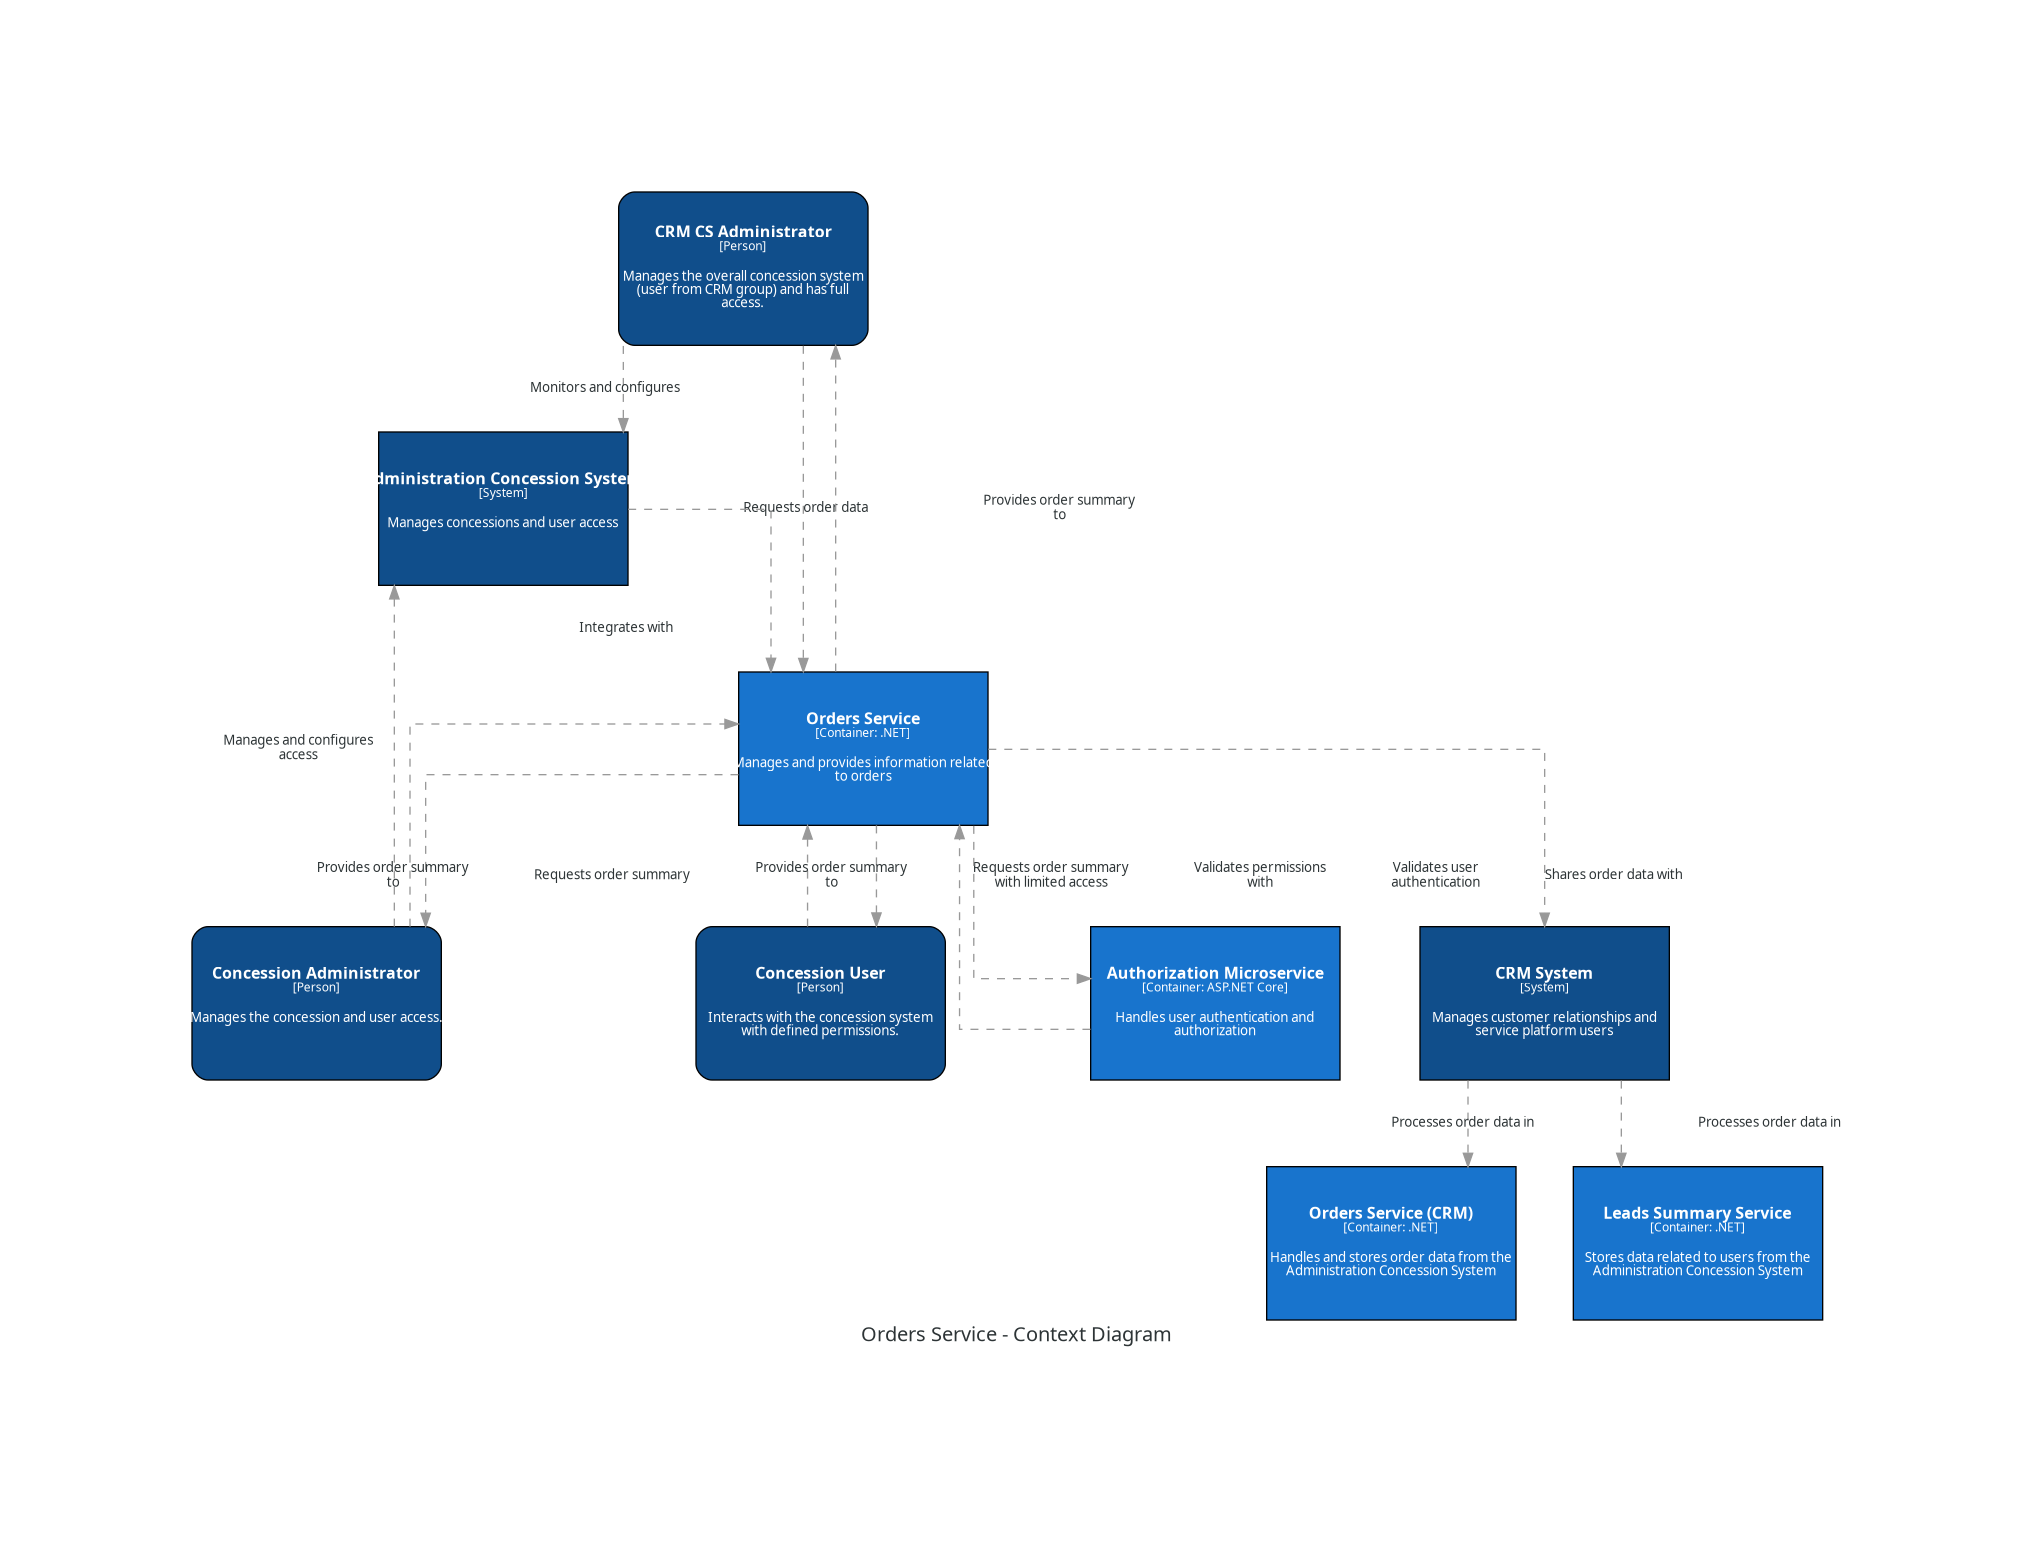 CRM CS Administrator
[Person]
Manages the overall concession system
(user from CRM group) and has full
access.
Monitors and configures
dministration Concession System
[System]
Manages concessions and user access
Requests order data
Provides order summary
to
Integrates with
Orders Service
[Container: .NET]
Manages and provides information related
to orders
Manages and configures
access
Provides order summary
to
Requests order summary
Provides order summary
to
Requests order summary
with limited access
Validates permissions
with
Validates user
authentication
Shares order data with
Concession Administrator
[Person]
Manages the concession and user access.
Concession User
[Person]
Interacts with the concession system
with defined permissions.
Authorization Microservice
[Container: ASP.NET Core]
Handles user authentication and
authorization
CRM System
[System]
Manages customer relationships and
service platform users
Processes order data in
Processes order data in
Orders Service (CRM)
[Container: .NET]
Handles and stores order data from the
Administration Concession System
Leads Summary Service
[Container: .NET]
Stores data related to users from the
Administration Concession System
Orders Service - Context Diagram